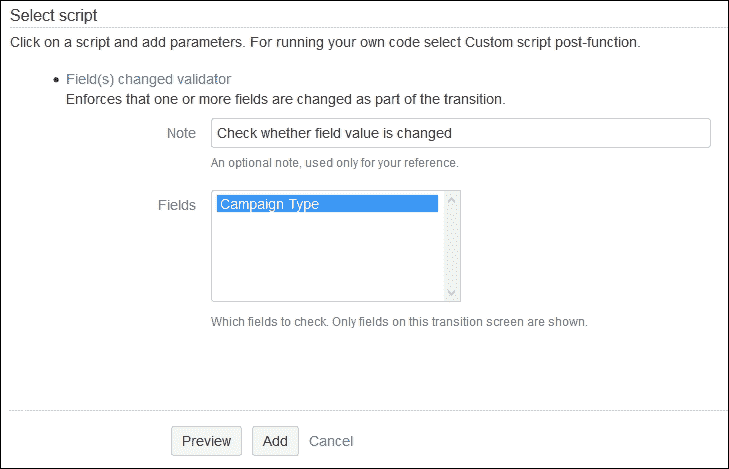 Select script
Click on a script and add parameters. For running your own code select Custom script post-function.
Field(s) changed validator
Enforces that one or more fields are changed as part of the transition.
Note Check whether field value is changed
An optional note, used only for your reference.
Fields Campaign Type
Which fields to check. Only fields on this transition screen are shown.
Preview Add Cancel